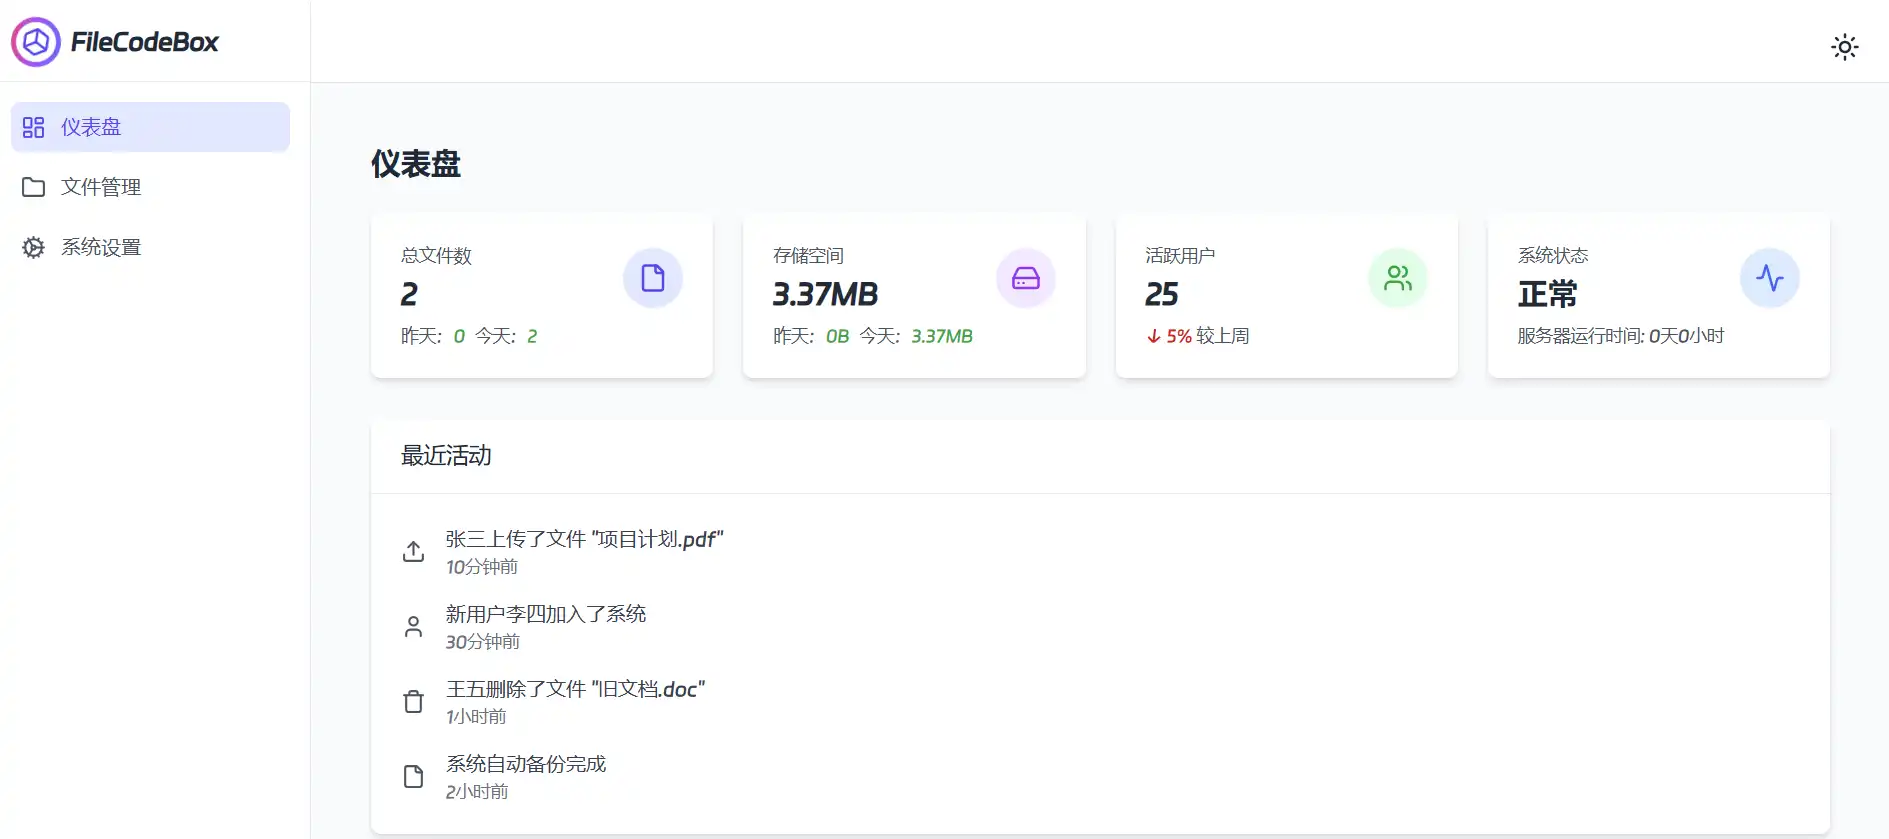 FileCodeBox
仪表盘
文件管理
系统设置
仪表盘
总文件数
2
昨天: 0 今天: 2
存储空间
3.37MB
昨天: 0B 今天: 3.37MB
活跃用户
25
↓ 5% 较上周
系统状态
正常
服务器运行时间: 0天0小时
最近活动
张三上传了文件 "项目计划.pdf"
10分钟前
新用户李四加入了系统
30分钟前
王五删除了文件 "旧文档.doc"
1小时前
系统自动备份完成
2小时前